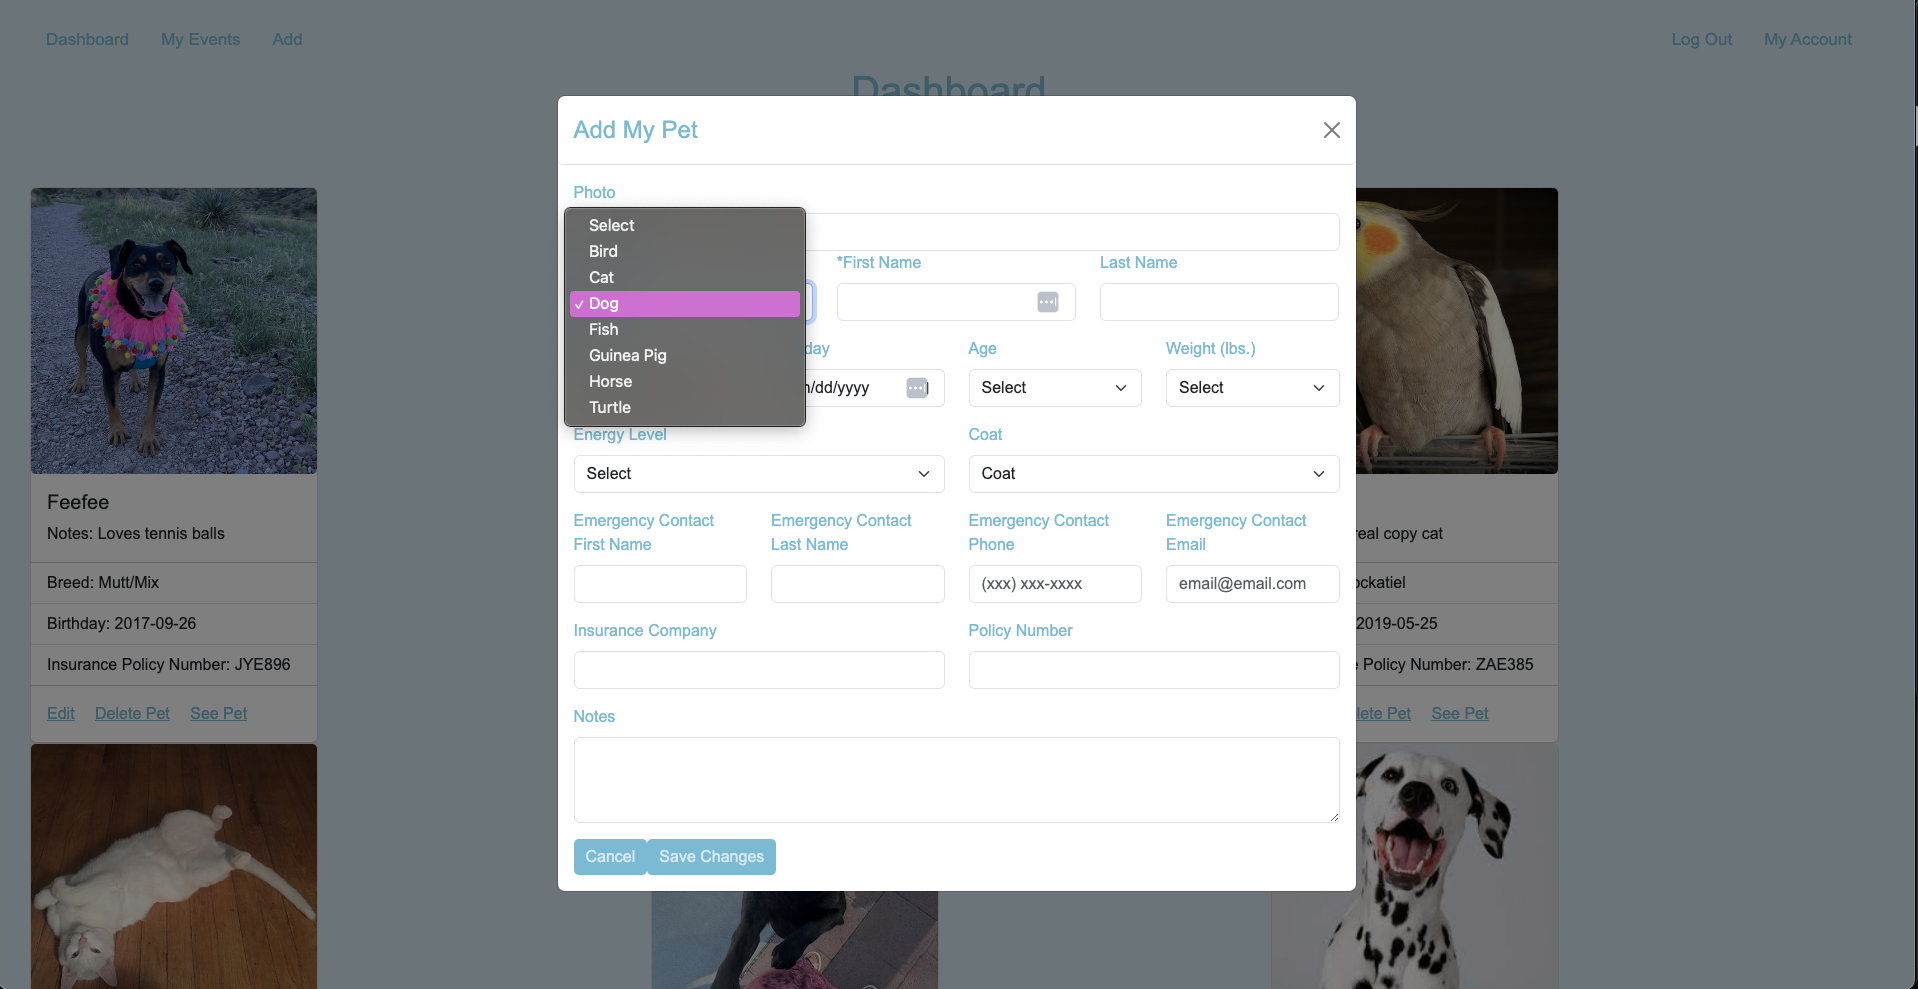 Dashboard My Events Add Log Out My Account
Dashboard
Add My Pet
Photo
Select
Bird
Cat
✓ Dog
Fish
Guinea Pig
Horse
Turtle
*First Name Last Name
day Age Weight (lbs.)
/dd/yyyy Select Select
Energy Level Coat
Select Coat
Emergency Contact First Name
Emergency Contact Last Name
Emergency Contact Phone
Emergency Contact Email
(xxx) xxx-xxxx email@email.com
Insurance Company Policy Number
Notes
Cancel Save Changes
Feefee
Notes: Loves tennis balls
Breed: Mutt/Mix
Birthday: 2017-09-26
Insurance Policy Number: JYE896
Edit Delete Pet See Pet
real copy cat
ockatiel
2019-05-25
e Policy Number: ZAE385
lete Pet See Pet